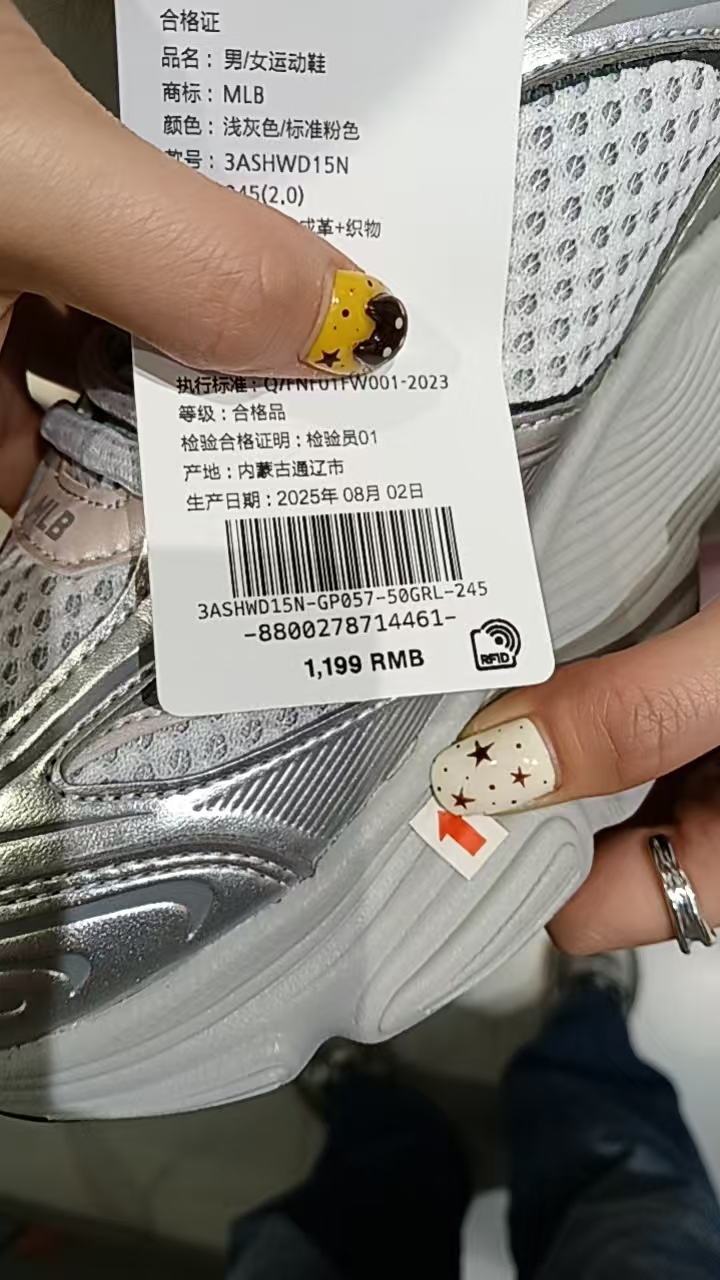 合格证
品名：男/女运动鞋
商标：MLB
颜色：浅灰色/标准粉色
号：3ASHWD15N
245(2.0)
成革+织物
执行标准：Q/FNF01FW001-2023
等级：合格品
检验合格证明：检验员01
产地：内蒙古通辽市
生产日期：2025年 08月 02日
3ASHWD15N-GP057-50GRL-245
-8800278714461-
1,199 RMB
RFID
MLB